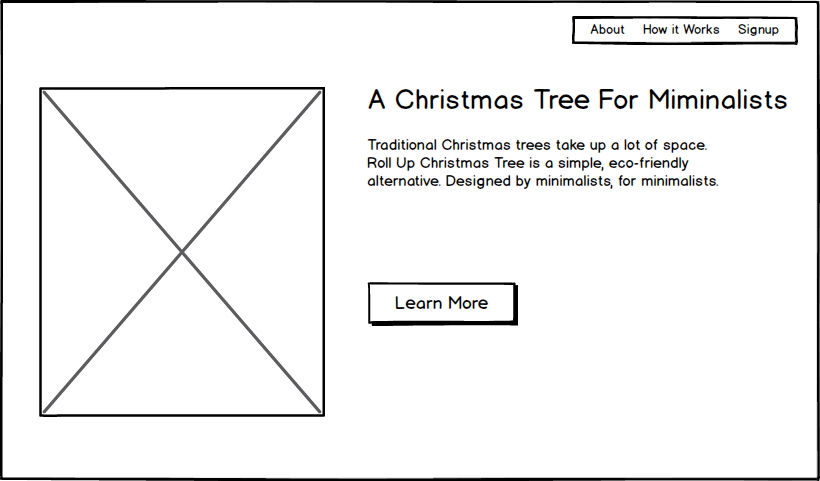 About How it Works Signup
A Christmas Tree For Miminalists
Traditional Christmas trees take up a lot of space.
Roll Up Christmas Tree is a simple, eco-friendly
alternative. Designed by minimalists, for minimalists.
Learn More